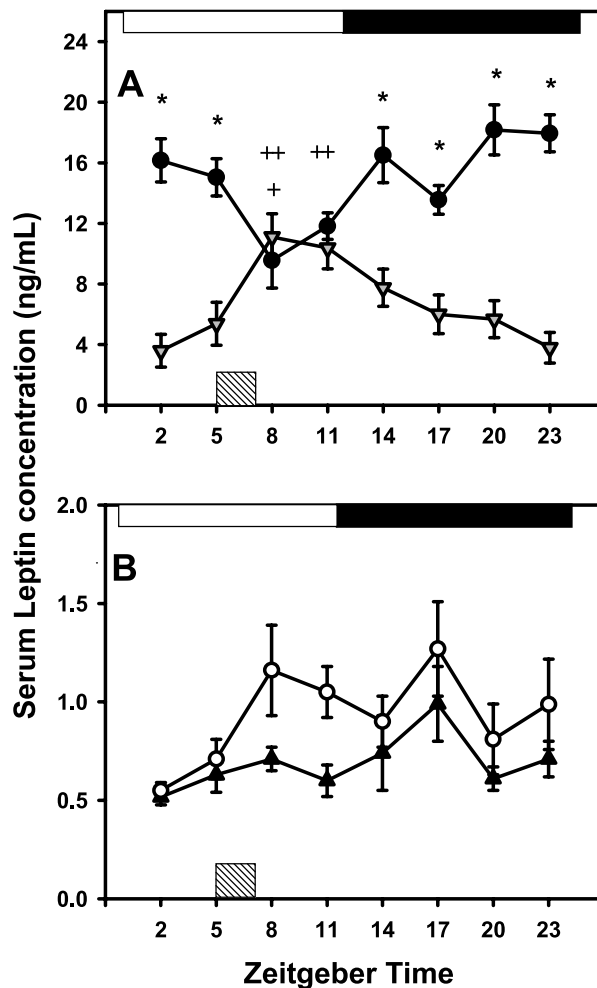 24
20
A
* * * * * *
++ ++
+
16
12
8
4
0
2 5 8 11 14 17 20 23
Serum Leptin concentration (ng/mL)
2.0
B
1.5
1.0
0.5
0.0
2 5 8 11 14 17 20 23
Zeitgeber Time